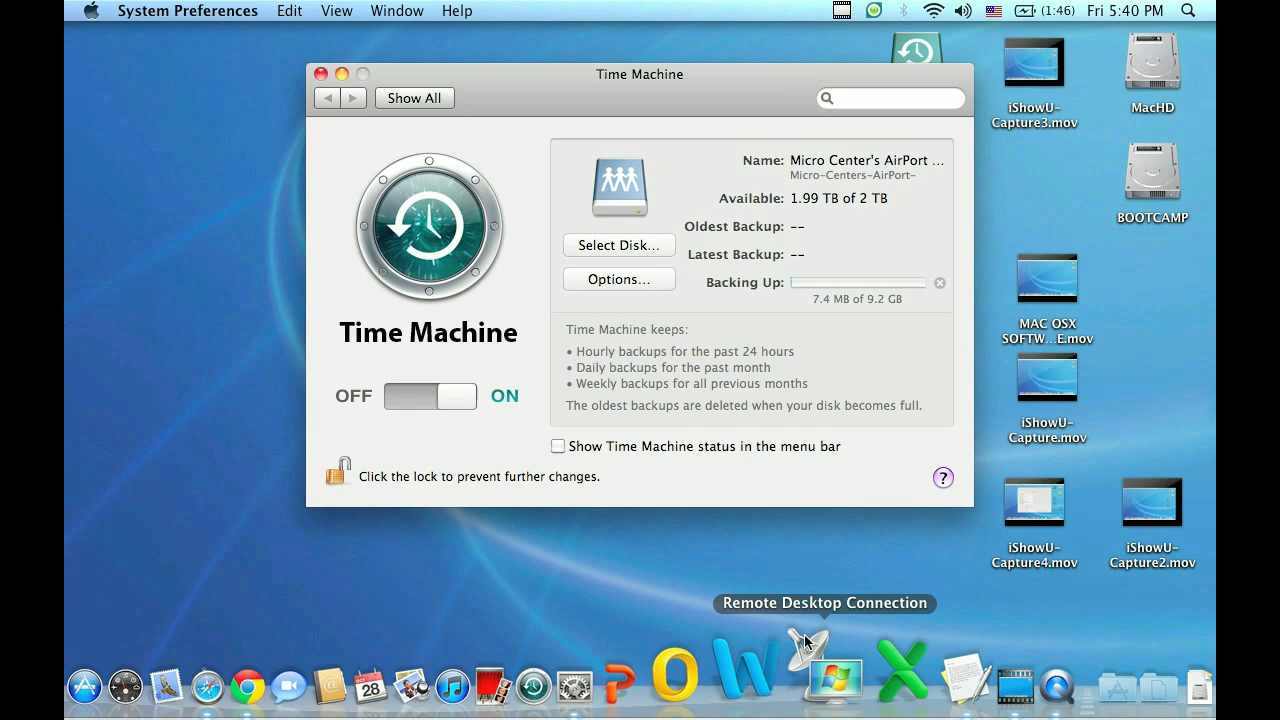 System Preferences Edit View Window Help (1:46) Fri 5:40 PM
Time Machine
Show All
Name: Micro Center's AirPort ...
Micro-Centers-AirPort-
Available: 1.99 TB of 2 TB
Select Disk...
Oldest Backup: --
Latest Backup: --
Options...
Backing Up:
7.4 MB of 9.2 GB
Time Machine
Time Machine keeps:
• Hourly backups for the past 24 hours
• Daily backups for the past month
• Weekly backups for all previous months
The oldest backups are deleted when your disk becomes full.
OFF ON
Show Time Machine status in the menu bar
Click the lock to prevent further changes.
?
iShowU-
Capture3.mov
MacHD
BOOTCAMP
MAC OSX
SOFTW...E.mov
iShowU-
Capture.mov
iShowU-
Capture4.mov
iShowU-
Capture2.mov
Remote Desktop Connection
OCT
28
P
O
W
X